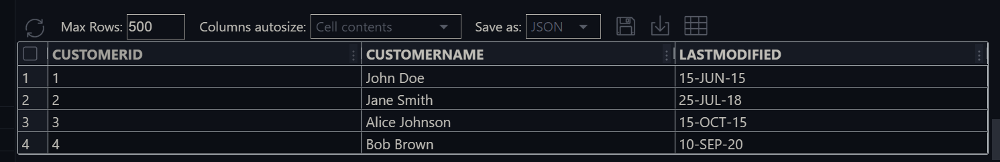 Max Rows: 500 Columns autosize: Cell contents Save as: JSON
CUSTOMERID CUSTOMERNAME LASTMODIFIED
1 1 John Doe 15-JUN-15
2 2 Jane Smith 25-JUL-18
3 3 Alice Johnson 15-OCT-15
4 4 Bob Brown 10-SEP-20